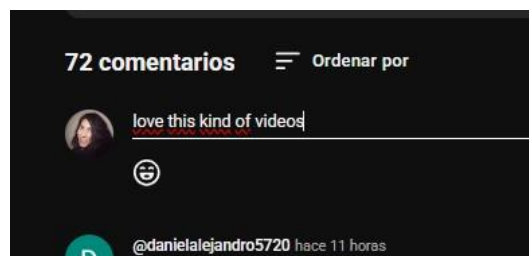 72 comentarios
Ordenar por
love this kind of videos
@danielalejandro5720 hace 11 horas